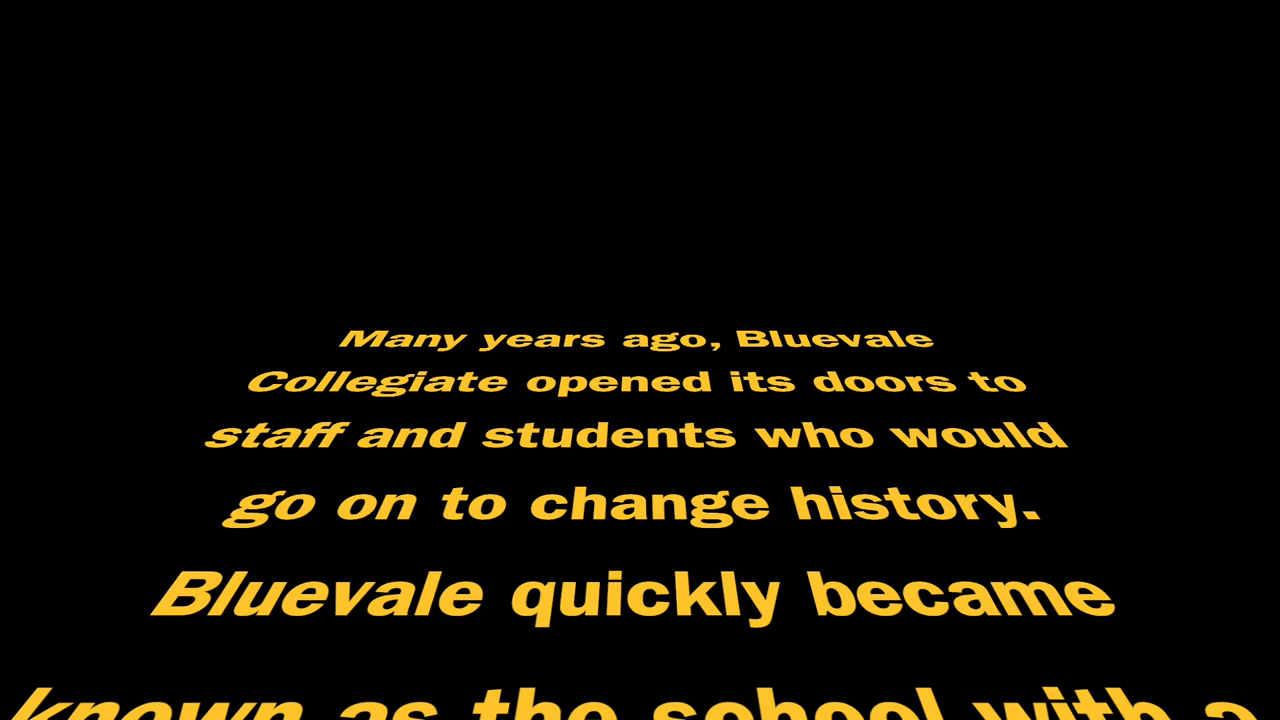 Many years ago, Bluevale
Collegiate opened its doors to
staff and students who would
go on to change history.
Bluevale quickly became
known as the school with a